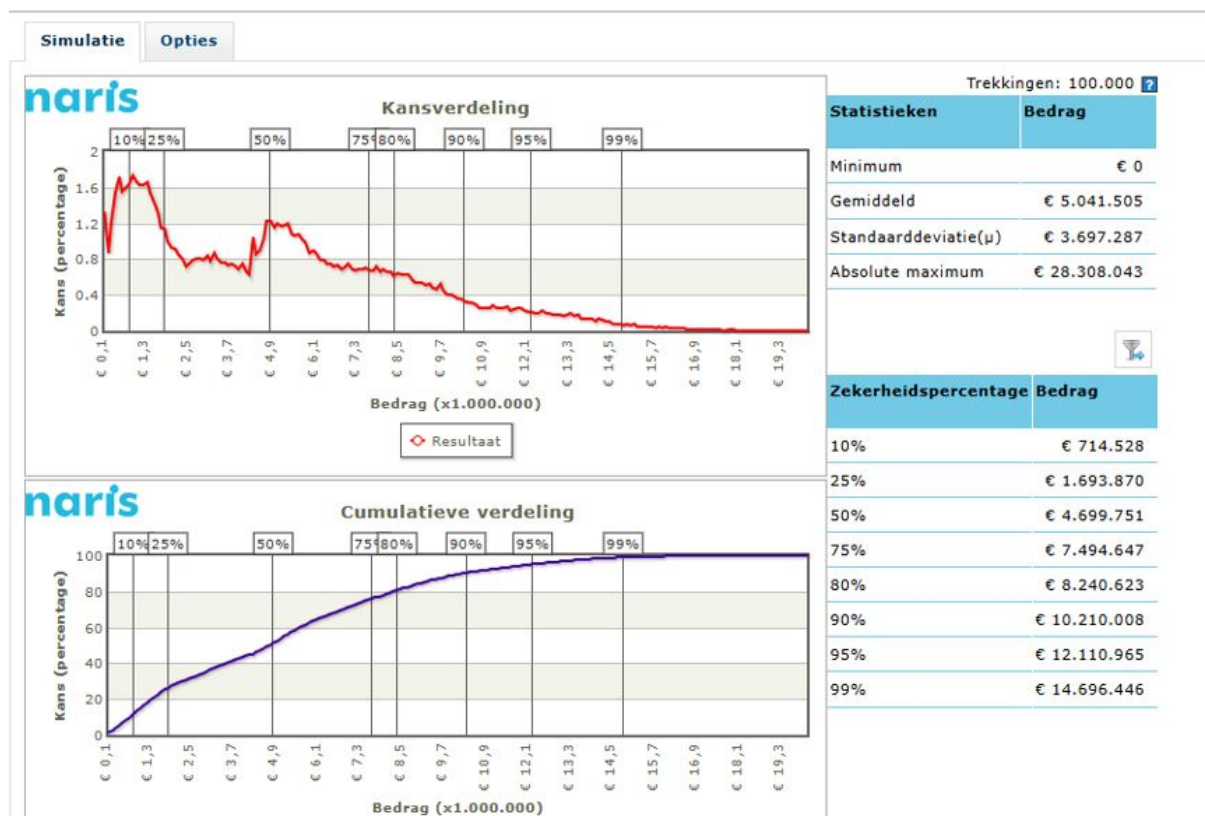 Simulatie Opties
naris
Kansverdeling
10% 25% 50% 75% 80% 90% 95% 99%
2
1.6
1.2
0.8
0.4
0
Kans (percentage)
€ 0,1 € 1,3 € 2,5 € 3,7 € 4,9 € 6,1 € 7,3 € 8,5 € 9,7 € 10,9 € 12,1 € 13,3 € 14,5 € 15,7 € 16,9 € 18,1 € 19,3
Bedrag (x1.000.000)
Resultaat
naris
Cumulatieve verdeling
10% 25% 50% 75% 80% 90% 95% 99%
100
80
60
40
20
0
Kans (percentage)
€ 0,1 € 1,3 € 2,5 € 3,7 € 4,9 € 6,1 € 7,3 € 8,5 € 9,7 € 10,9 € 12,1 € 13,3 € 14,5 € 15,7 € 16,9 € 18,1 € 19,3
Bedrag (x1.000.000)
Trekkingen: 100.000 ?
Statistieken Bedrag
Minimum € 0
Gemiddeld € 5.041.505
Standaarddeviatie(μ) € 3.697.287
Absolute maximum € 28.308.043
Zekerheidspercentage Bedrag
10% € 714.528
25% € 1.693.870
50% € 4.699.751
75% € 7.494.647
80% € 8.240.623
90% € 10.210.008
95% € 12.110.965
99% € 14.696.446